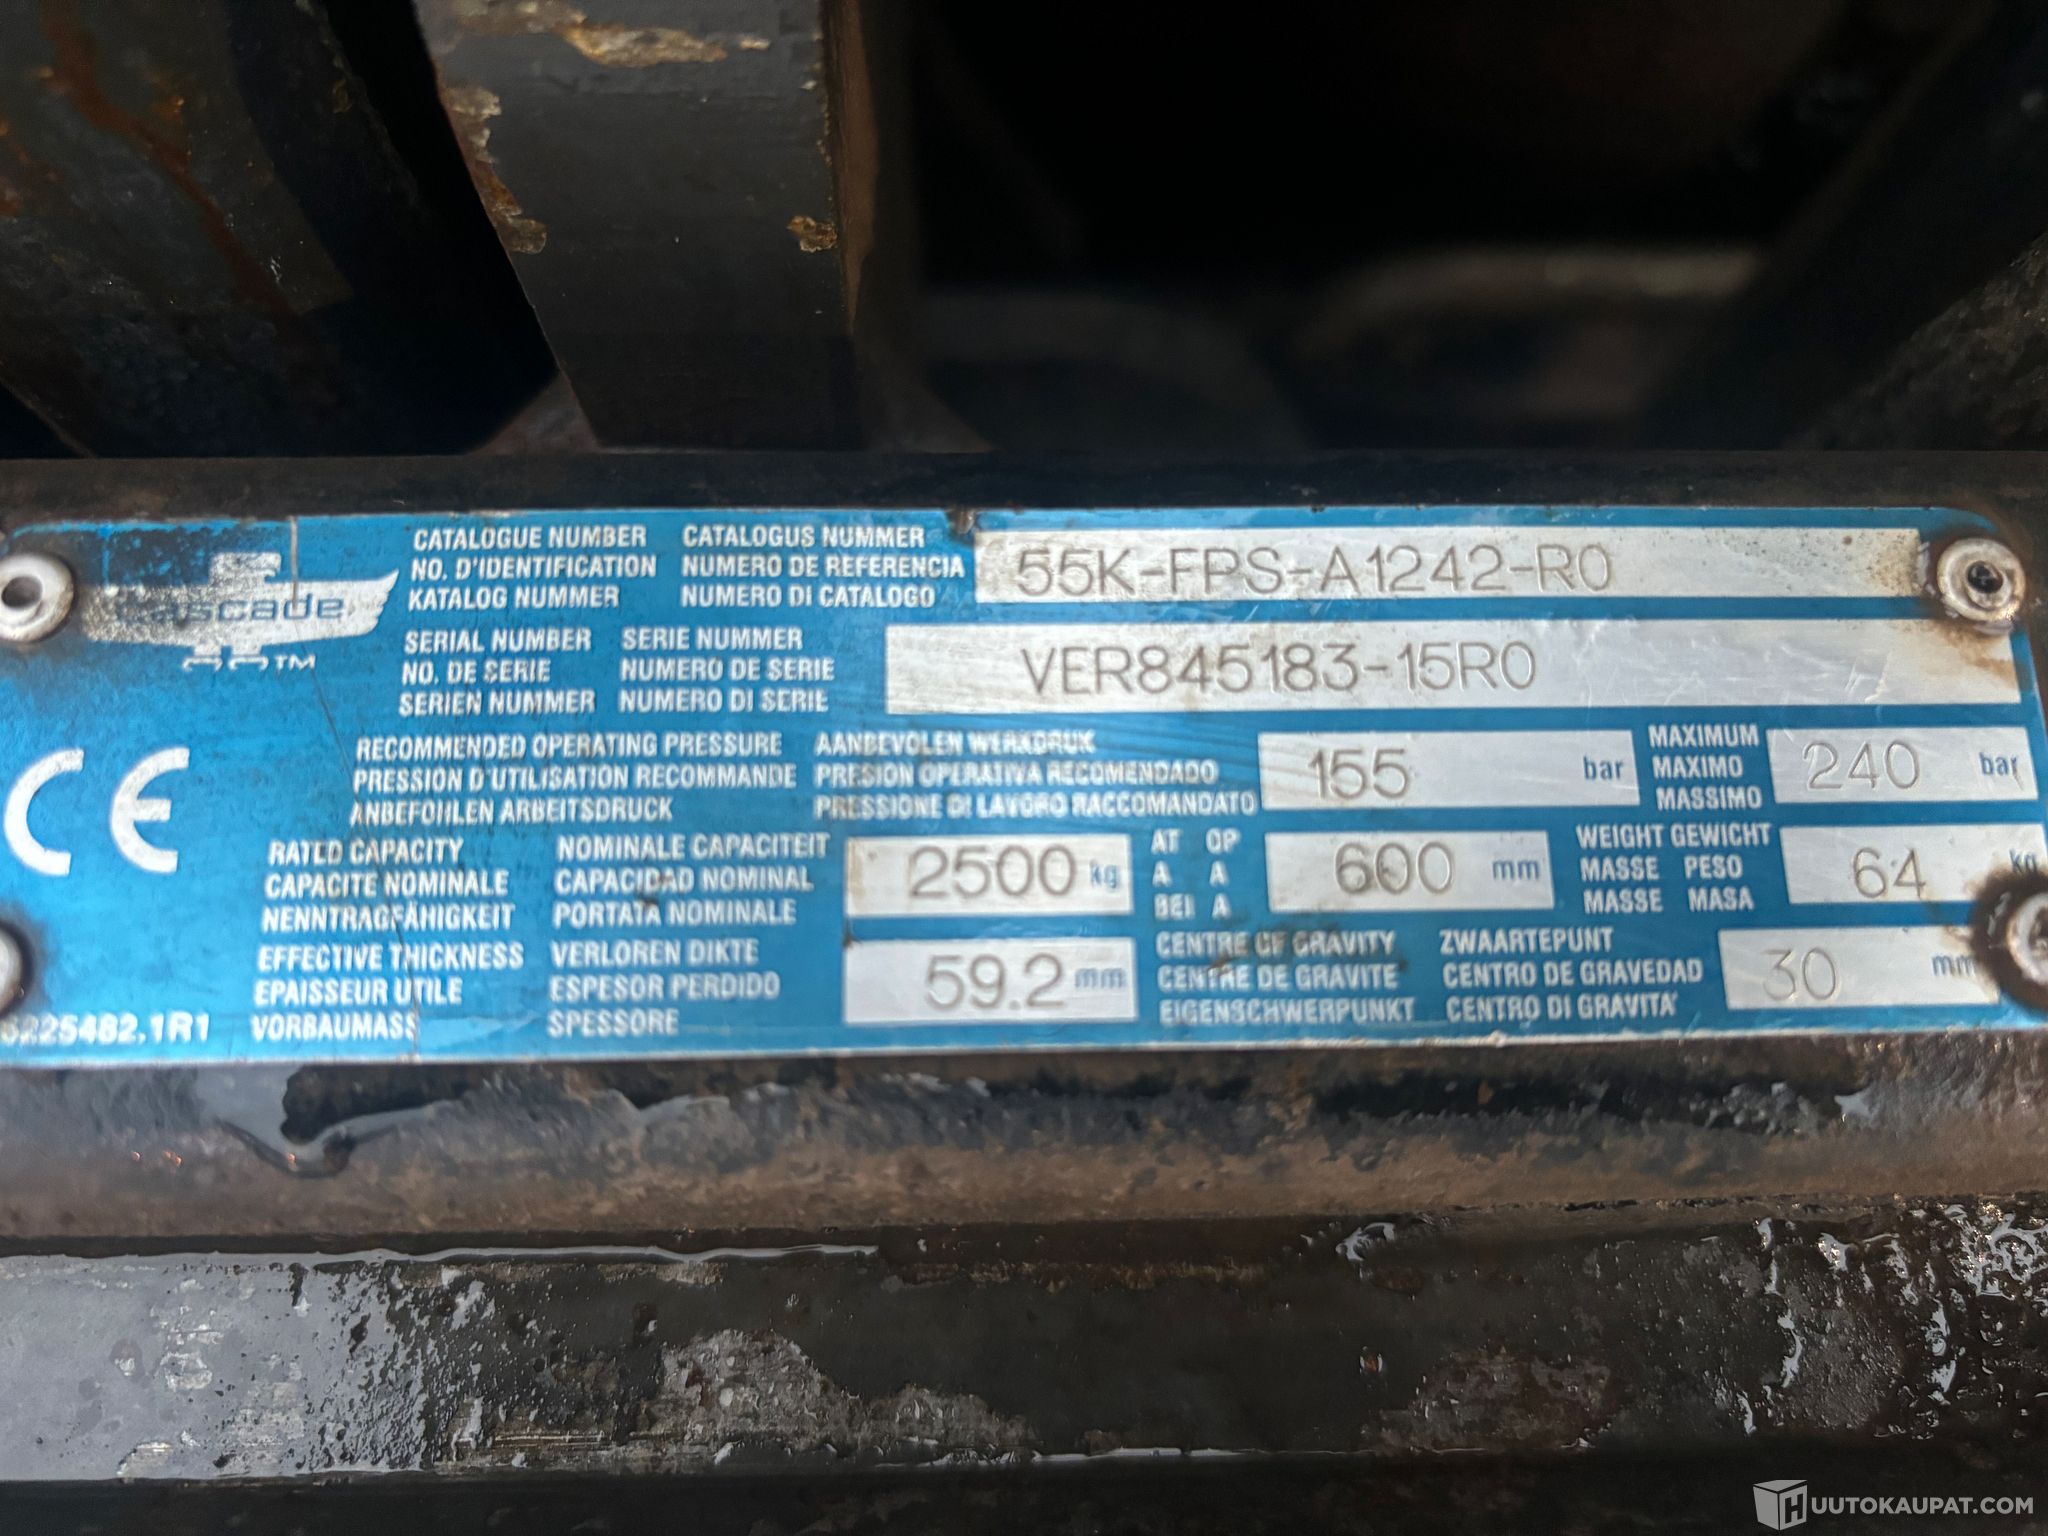 cascade ™
CATALOGUE NUMBER CATALOGUS NUMMER
NO. D'IDENTIFICATION NUMERO DE REFERENCIA
KATALOG NUMMER NUMERO DI CATALOGO
55K-FPS-A1242-R0
SERIAL NUMBER SERIE NUMMER
NO. DE SERIE NUMERO DE SERIE
SERIEN NUMMER NUMERO DI SERIE
VER845183-15R0
CE
RECOMMENDED OPERATING PRESSURE AANBEVOLEN WERKDRUK
PRESSION D'UTILISATION RECOMMANDE PRESION OPERATIVA RECOMENDADO
ANBEFOHLEN ARBEITSDRUCK PRESSIONE DI LAVORO RACCOMANDATO
155 bar
MAXIMUM
MAXIMO
MASSIMO
240 bar
RATED CAPACITY NOMINALE CAPACITEIT
CAPACITE NOMINALE CAPACIDAD NOMINAL
NENNTRAGFÄHIGKEIT PORTATA NOMINALE
2500 kg
AT OP
A A
BEI A
600 mm
WEIGHT GEWICHT
MASSE PESO
MASSE MASA
64 kg
EFFECTIVE THICKNESS VERLOREN DIKTE
EPAISSEUR UTILE ESPESOR PERDIDO
VORBAUMASS SPESSORE
59.2 mm
CENTRE OF GRAVITY ZWAARTEPUNT
CENTRE DE GRAVITE CENTRO DE GRAVEDAD
EIGENSCHWERPUNKT CENTRO DI GRAVITA'
30 mm
6225482.1R1
HUUTOKAUPAT.COM